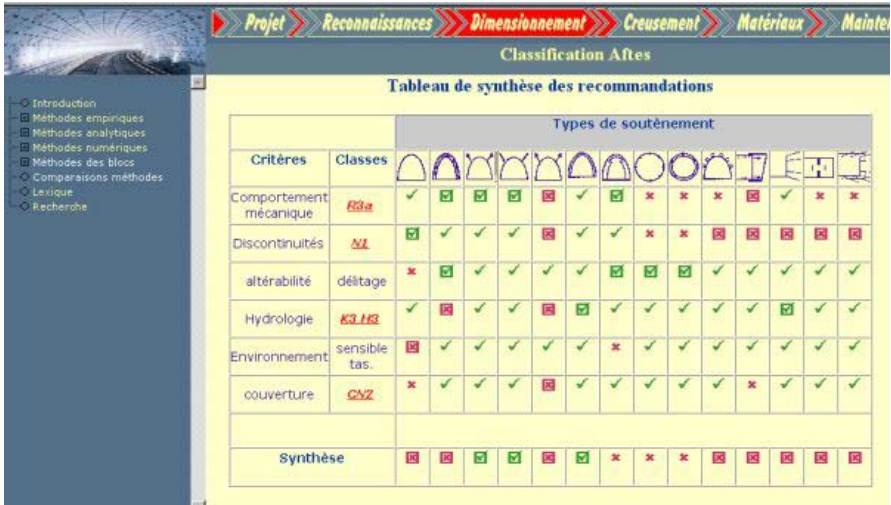 Projet Reconnaissances Dimensionnement Creusement Matériaux Mainte
Classification Aftes
Introduction
Méthodes empiriques
Méthodes analytiques
Méthodes numériques
Méthodes des blocs
Comparaisons méthodes
Lexique
Recherche
Tableau de synthèse des recommandations
Types de soutènement
Critères Classes
Comportement
mécanique
R3a
Discontinuités N1
altérabilité délitage
Hydrologie K3 H3
Environnement sensible
tas.
couverture CN2
Synthèse